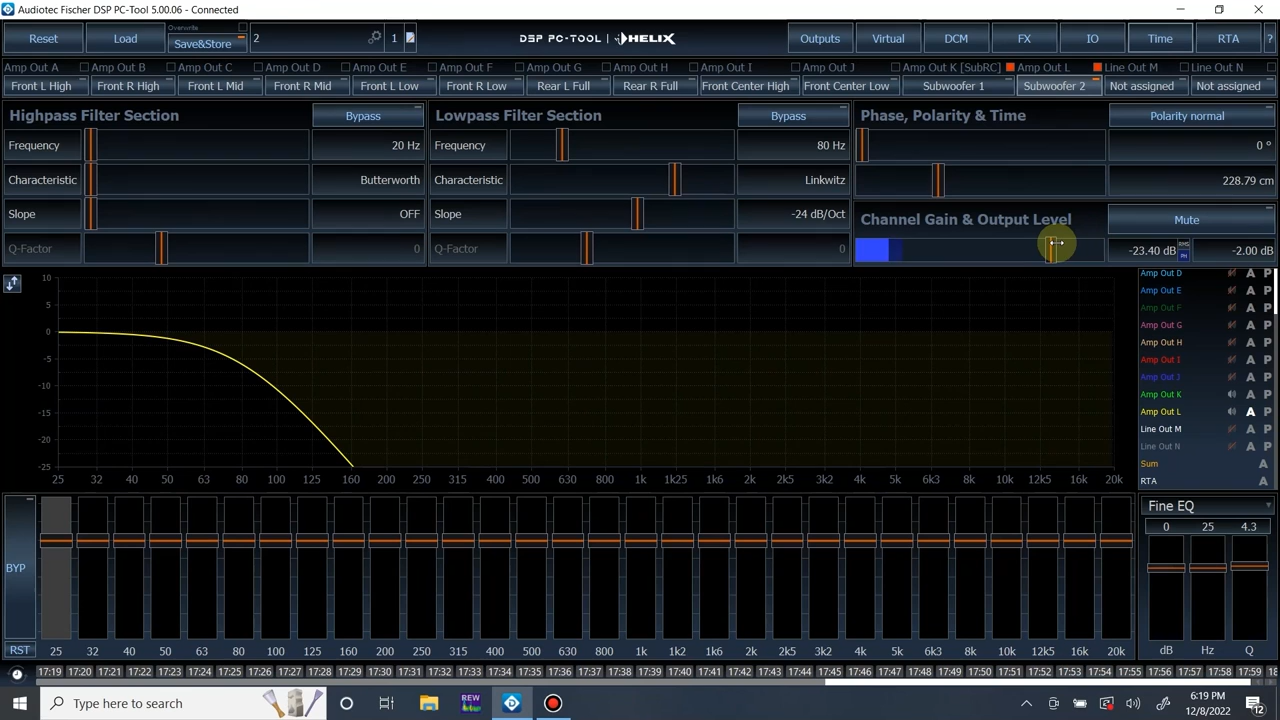 Audiotec Fischer DSP PC-Tool 5.00.06 - Connected
Reset Load Overwrite Save&Store 2 1 DSP PC-TOOL | HELIX Outputs Virtual DCM FX IO Time RTA ?
Amp Out A Amp Out B Amp Out C Amp Out D Amp Out E Amp Out F Amp Out G Amp Out H Amp Out I Amp Out J Amp Out K [SubRC] Amp Out L Line Out M Line Out N
Front L High Front R High Front L Mid Front R Mid Front L Low Front R Low Rear L Full Rear R Full Front Center High Front Center Low Subwoofer 1 Subwoofer 2 Not assigned Not assigned
Highpass Filter Section Bypass
Frequency 20 Hz
Characteristic Butterworth
Slope OFF
Q-Factor 0
Lowpass Filter Section Bypass
Frequency 80 Hz
Characteristic Linkwitz
Slope -24 dB/Oct
Q-Factor 0
Phase, Polarity & Time Polarity normal
0 °
228.79 cm
Channel Gain & Output Level Mute
-23.40 dB RMS PH -2.00 dB
10
5
0
-5
-10
-15
-20
-25
25 32 40 50 63 80 100 125 160 200 250 315 400 500 630 800 1k 1k25 1k6 2k 2k5 3k2 4k 5k 6k3 8k 10k 12k5 16k 20k
Amp Out D A P
Amp Out E A P
Amp Out F A P
Amp Out G A P
Amp Out H A P
Amp Out I A P
Amp Out J A P
Amp Out K A P
Amp Out L A P
Line Out M A P
Line Out N A P
Sum A
RTA A
BYP
RST
25 32 40 50 63 80 100 125 160 200 250 315 400 500 630 800 1k 1k2 1k6 2k 2k5 3k2 4k 5k 6k3 8k 10k 12k5 16k 20k
Fine EQ
0 25 4.3
dB Hz Q
17:19 17:20 17:21 17:22 17:23 17:24 17:25 17:26 17:27 17:28 17:29 17:30 17:31 17:32 17:33 17:34 17:35 17:36 17:37 17:38 17:39 17:40 17:41 17:42 17:43 17:44 17:45 17:46 17:47 17:48 17:49 17:50 17:51 17:52 17:53 17:54 17:55 17:56 17:57 17:58 17:59 18
Type here to search
REW
6:19 PM
12/8/2022
12